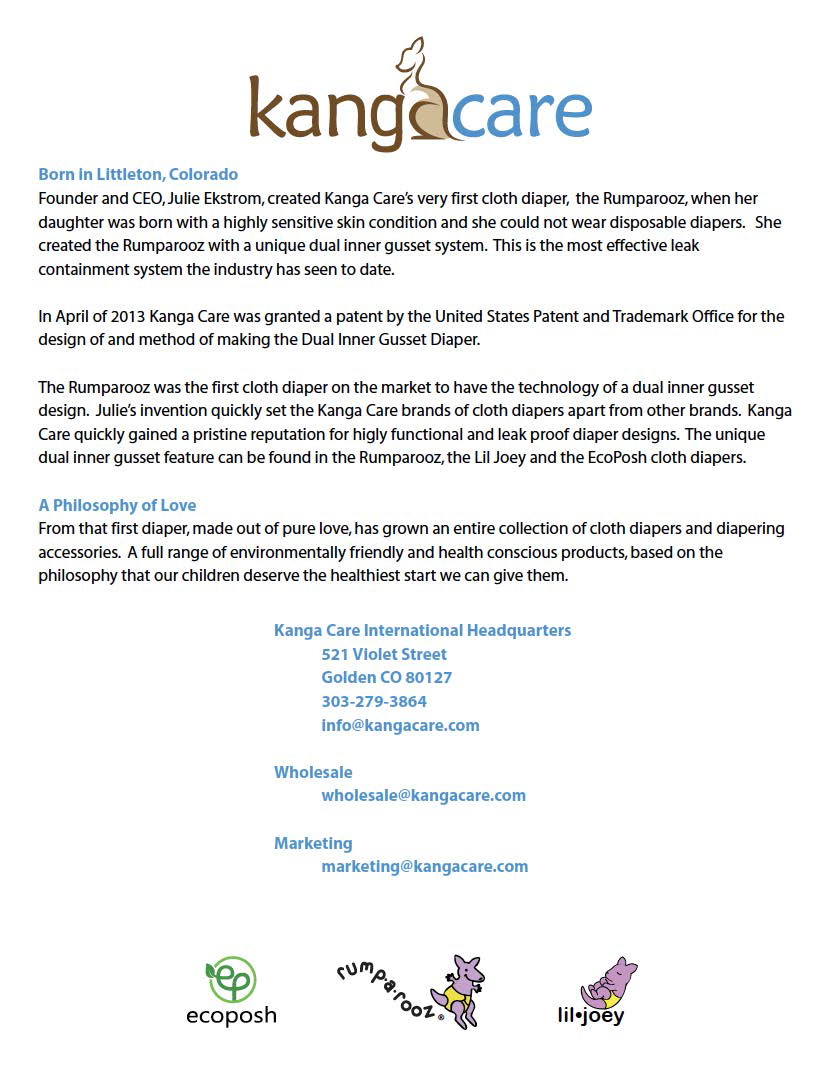 kangacare
Born in Littleton, Colorado
Founder and CEO, Julie Ekstrom, created Kanga Care's very first cloth diaper,  the Rumparooz, when her
daughter was born with a highly sensitive skin condition and she could not wear disposable diapers.   She
created the Rumparooz with a unique dual inner gusset system.  This is the most effective leak
containment system the industry has seen to date.
In April of 2013 Kanga Care was granted a patent by the United States Patent and Trademark Office for the
design of and method of making the Dual Inner Gusset Diaper.
The Rumparooz was the first cloth diaper on the market to have the technology of a dual inner gusset
design.  Julie's invention quickly set the Kanga Care brands of cloth diapers apart from other brands.  Kanga
Care quickly gained a pristine reputation for higly functional and leak proof diaper designs.  The unique
dual inner gusset feature can be found in the Rumparooz, the Lil Joey and the EcoPosh cloth diapers.
A Philosophy of Love
From that first diaper, made out of pure love, has grown an entire collection of cloth diapers and diapering
accessories.  A full range of environmentally friendly and health conscious products, based on the
philosophy that our children deserve the healthiest start we can give them.
Kanga Care International Headquarters
521 Violet Street
Golden CO 80127
303-279-3864
info@kangacare.com
Wholesale
wholesale@kangacare.com
Marketing
marketing@kangacare.com
ep
ecoposh
rump•a•rooz®
lil•joey